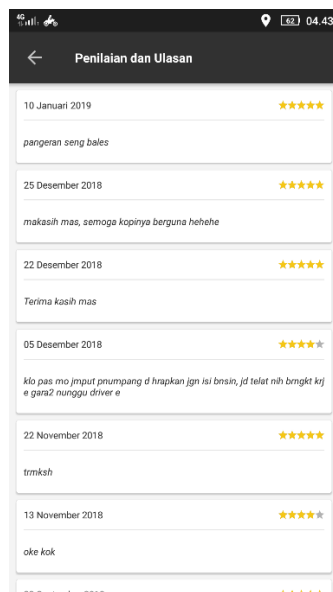 4G
62 04.43
Penilaian dan Ulasan
10 Januari 2019
pangeran seng bales
25 Desember 2018
makasih mas, semoga kopinya berguna hehehe
22 Desember 2018
Terima kasih mas
05 Desember 2018
klo pas mo jmput pnumpang d hrapkan jgn isi bnsin, jd telat nih brngkt krj
e gara2 nunggu driver e
22 November 2018
trmksh
13 November 2018
oke kok